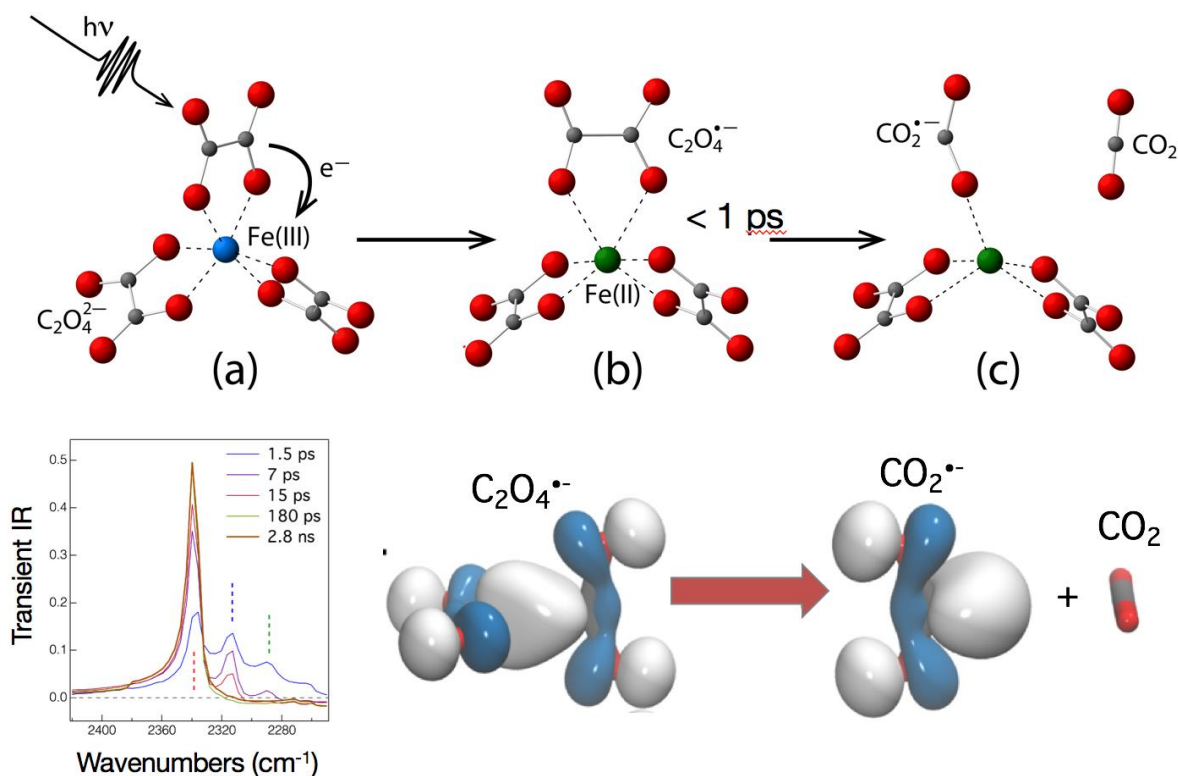 hν
e⁻
Fe(III)
C₂O₄²⁻
(a)
C₂O₄•⁻
Fe(II)
(b)
< 1 ps
CO₂•⁻
CO₂
(c)
Transient IR
0.5
0.4
0.3
0.2
0.1
0.0
1.5 ps
7 ps
15 ps
180 ps
2.8 ns
2400 2360 2320 2280
Wavenumbers (cm⁻¹)
C₂O₄•⁻
CO₂•⁻
+
CO₂